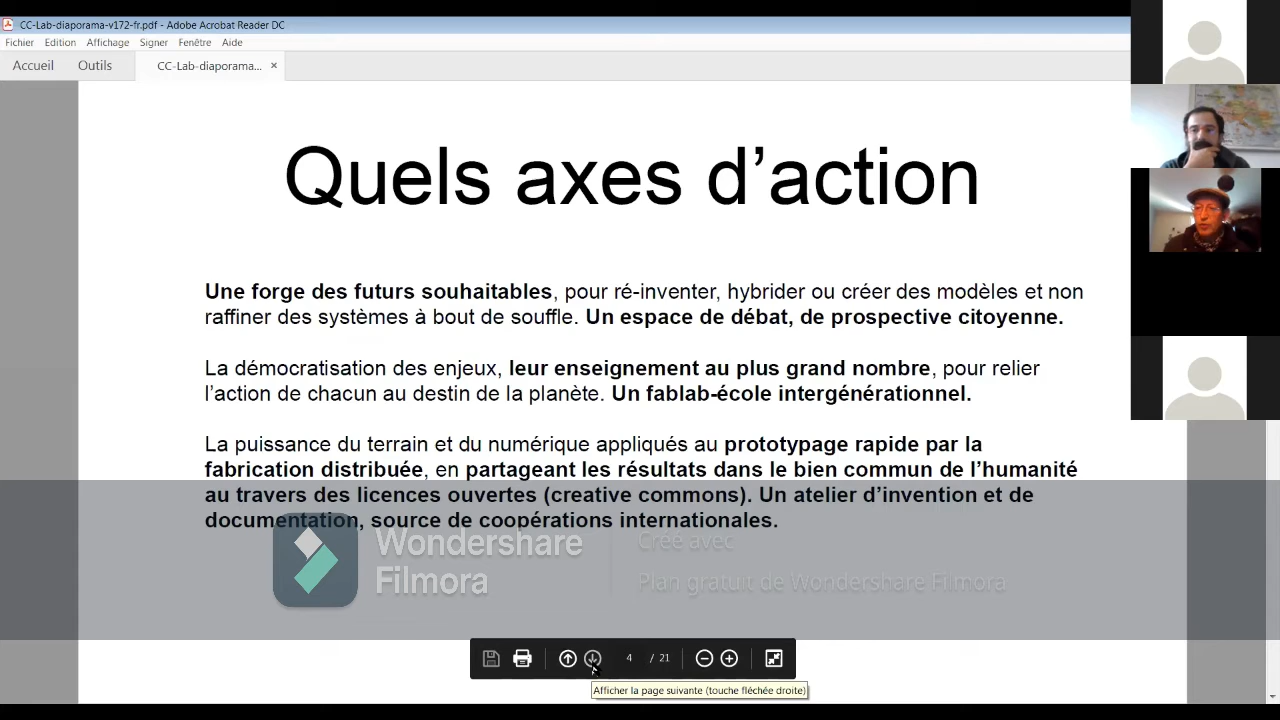 CC-Lab-diaporama-v172-fr.pdf - Adobe Acrobat Reader DC
Fichier Edition Affichage Signer Fenêtre Aide
Accueil Outils CC-Lab-diaporama... ×
Quels axes d’action
Une forge des futurs souhaitables, pour ré-inventer, hybrider ou créer des modèles et non
raffiner des systèmes à bout de souffle. Un espace de débat, de prospective citoyenne.
La démocratisation des enjeux, leur enseignement au plus grand nombre, pour relier
l’action de chacun au destin de la planète. Un fablab-école intergénérationnel.
La puissance du terrain et du numérique appliqués au prototypage rapide par la
fabrication distribuée, en partageant les résultats dans le bien commun de l’humanité
au travers des licences ouvertes (creative commons). Un atelier d’invention et de
documentation, source de coopérations internationales.
Wondershare
Filmora
Créé avec
Plan gratuit de Wondershare Filmora
4 / 21
Afficher la page suivante (touche fléchée droite)